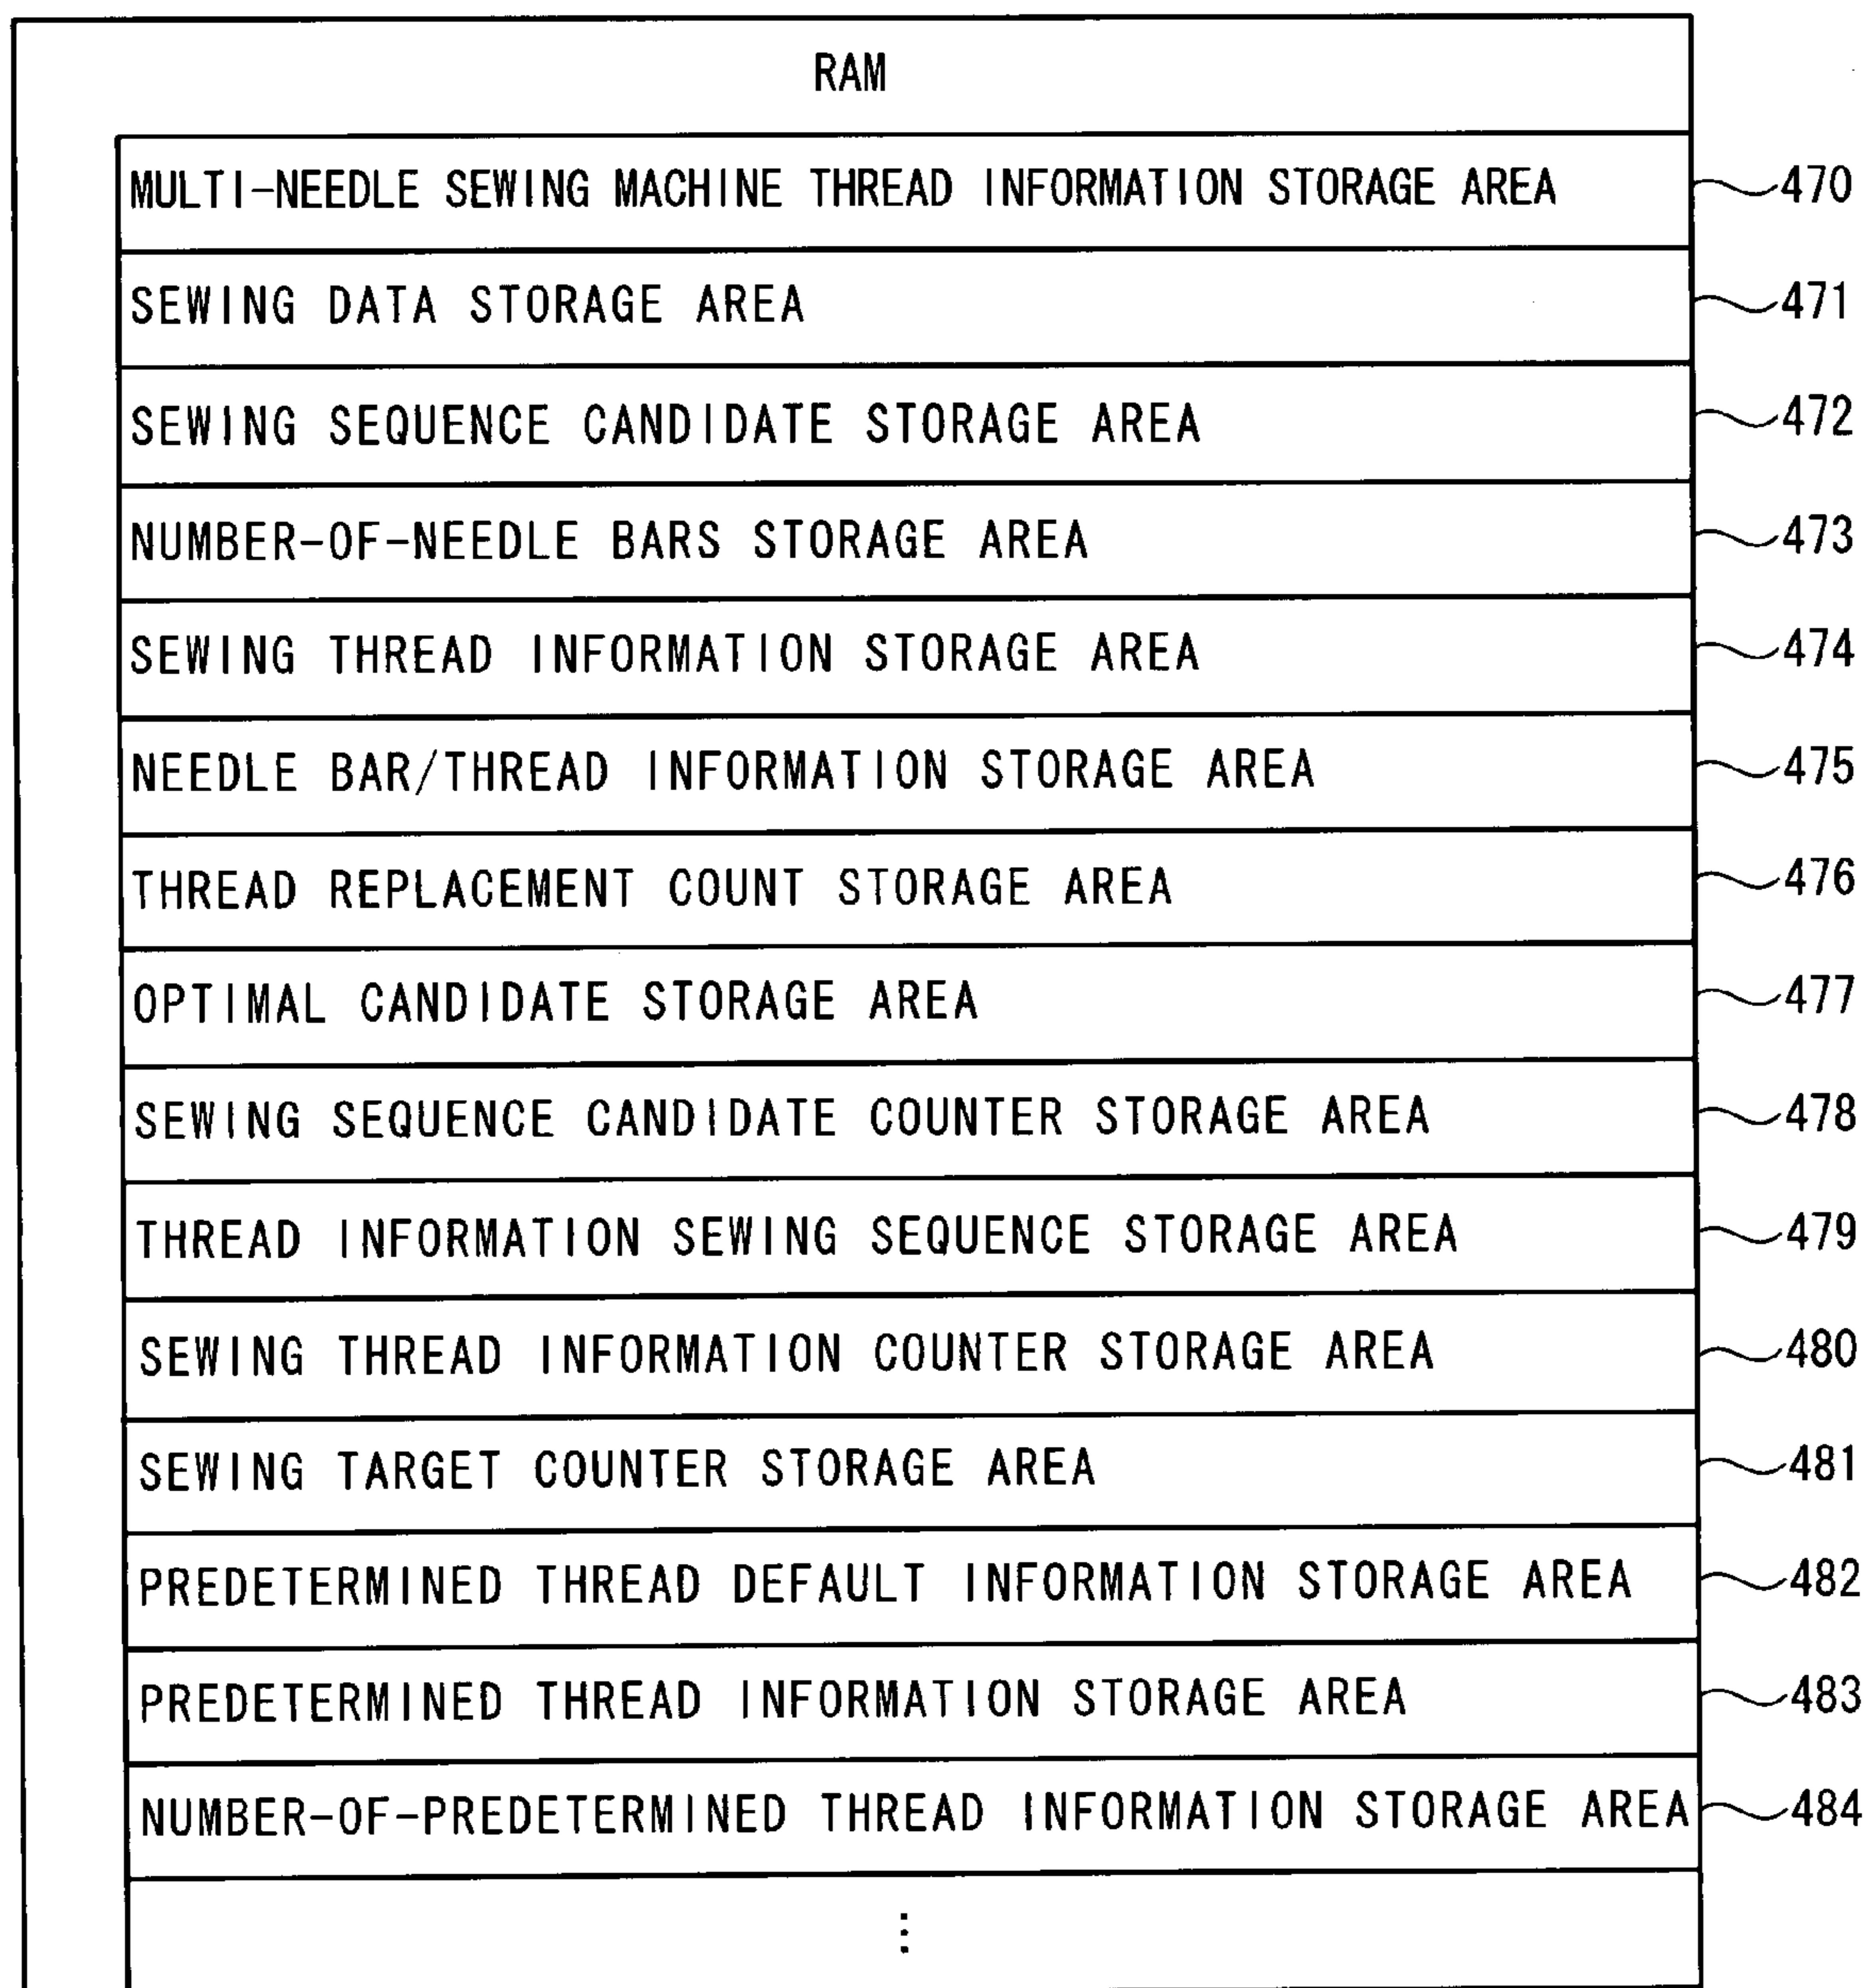 RAM
MULTI-NEEDLE SEWING MACHINE THREAD INFORMATION STORAGE AREA 470
SEWING DATA STORAGE AREA 471
SEWING SEQUENCE CANDIDATE STORAGE AREA 472
NUMBER-OF-NEEDLE BARS STORAGE AREA 473
SEWING THREAD INFORMATION STORAGE AREA 474
NEEDLE BAR/THREAD INFORMATION STORAGE AREA 475
THREAD REPLACEMENT COUNT STORAGE AREA 476
OPTIMAL CANDIDATE STORAGE AREA 477
SEWING SEQUENCE CANDIDATE COUNTER STORAGE AREA 478
THREAD INFORMATION SEWING SEQUENCE STORAGE AREA 479
SEWING THREAD INFORMATION COUNTER STORAGE AREA 480
SEWING TARGET COUNTER STORAGE AREA 481
PREDETERMINED THREAD DEFAULT INFORMATION STORAGE AREA 482
PREDETERMINED THREAD INFORMATION STORAGE AREA 483
NUMBER-OF-PREDETERMINED THREAD INFORMATION STORAGE AREA 484
⋮